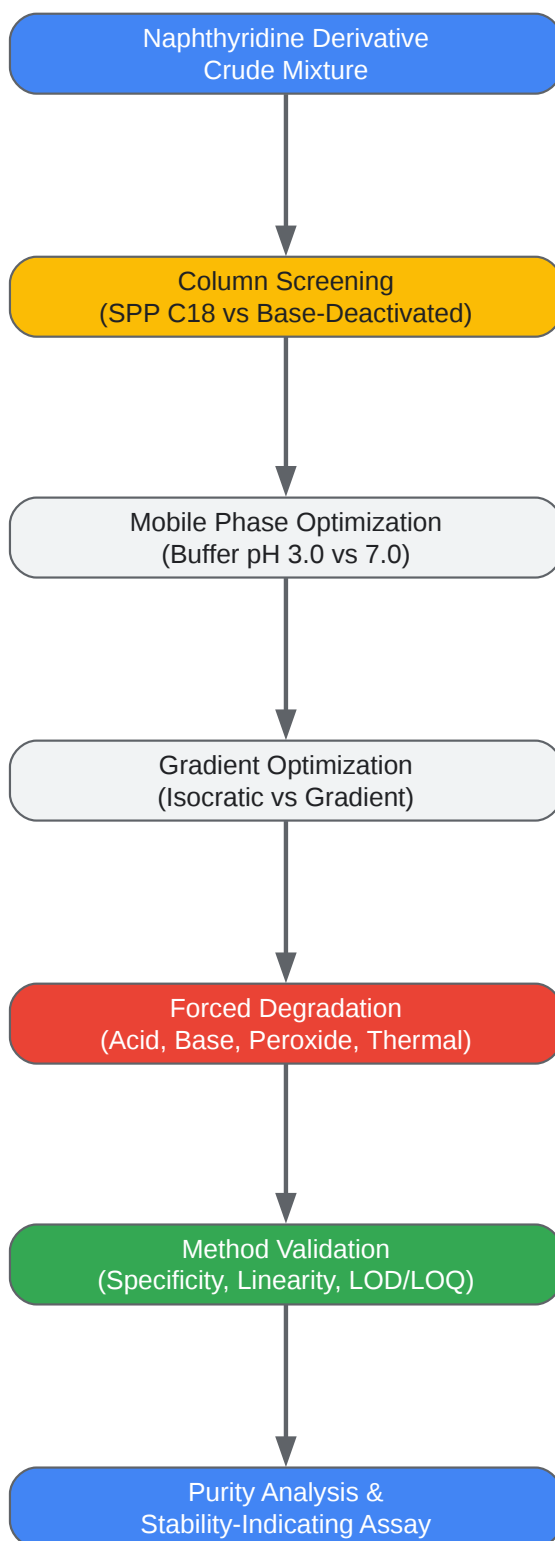 Naphthyridine Derivative
Crude Mixture
Column Screening
(SPP C18 vs Base-Deactivated)
Mobile Phase Optimization
(Buffer pH 3.0 vs 7.0)
Gradient Optimization
(Isocratic vs Gradient)
Forced Degradation
(Acid, Base, Peroxide, Thermal)
Method Validation
(Specificity, Linearity, LOD/LOQ)
Purity Analysis &
Stability-Indicating Assay